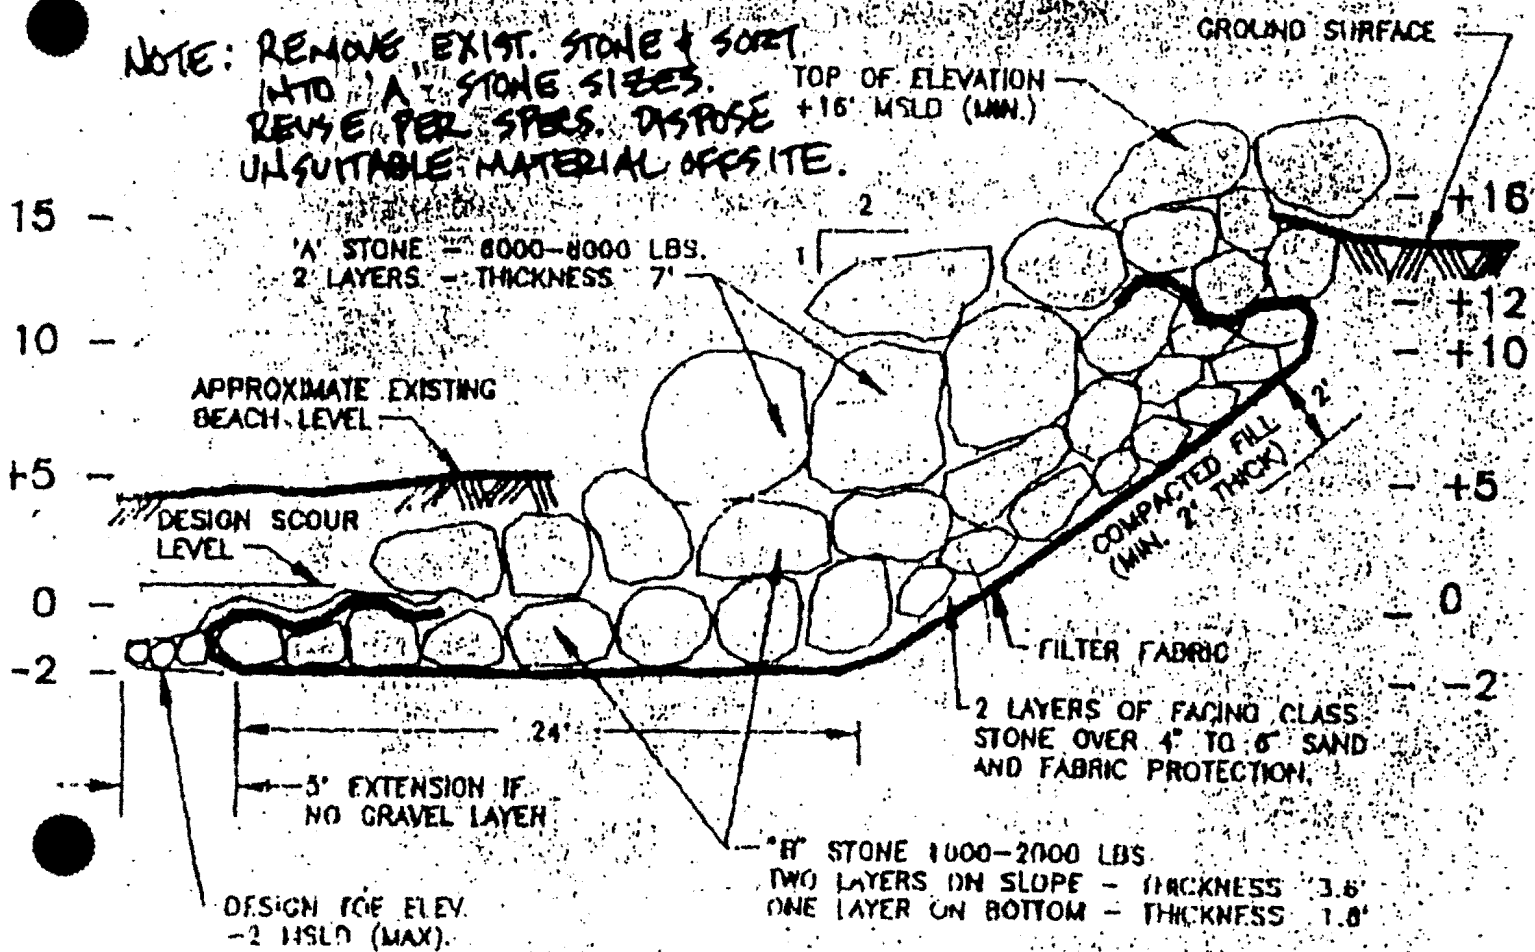 NOTE: REMOVE EXIST. STONE & SORT
INTO 'A' STONE SIZES.
REUSE PER SPECS. DISPOSE
UNSUITABLE MATERIAL OFFSITE.
GROUND SURFACE
TOP OF ELEVATION
+16' MSLD (MIN.)
2
1
'A' STONE - 6000-8000 LBS.
2 LAYERS - THICKNESS 7'
15
10
+5
0
-2
+16
+12
+10
+5
0
-2
APPROXIMATE EXISTING
BEACH LEVEL
DESIGN SCOUR
LEVEL
2'
COMPACTED FILL
(MIN. 2' THICK)
FILTER FABRIC
2 LAYERS OF FACING CLASS
STONE OVER 4" TO 6" SAND
AND FABRIC PROTECTION.
24'
5' EXTENSION IF
NO GRAVEL LAYER
"B" STONE 1000-2000 LBS
TWO LAYERS ON SLOPE - THICKNESS 3.6'
ONE LAYER ON BOTTOM - THICKNESS 1.8'
DESIGN TOE ELEV.
-2 MSLD (MAX).